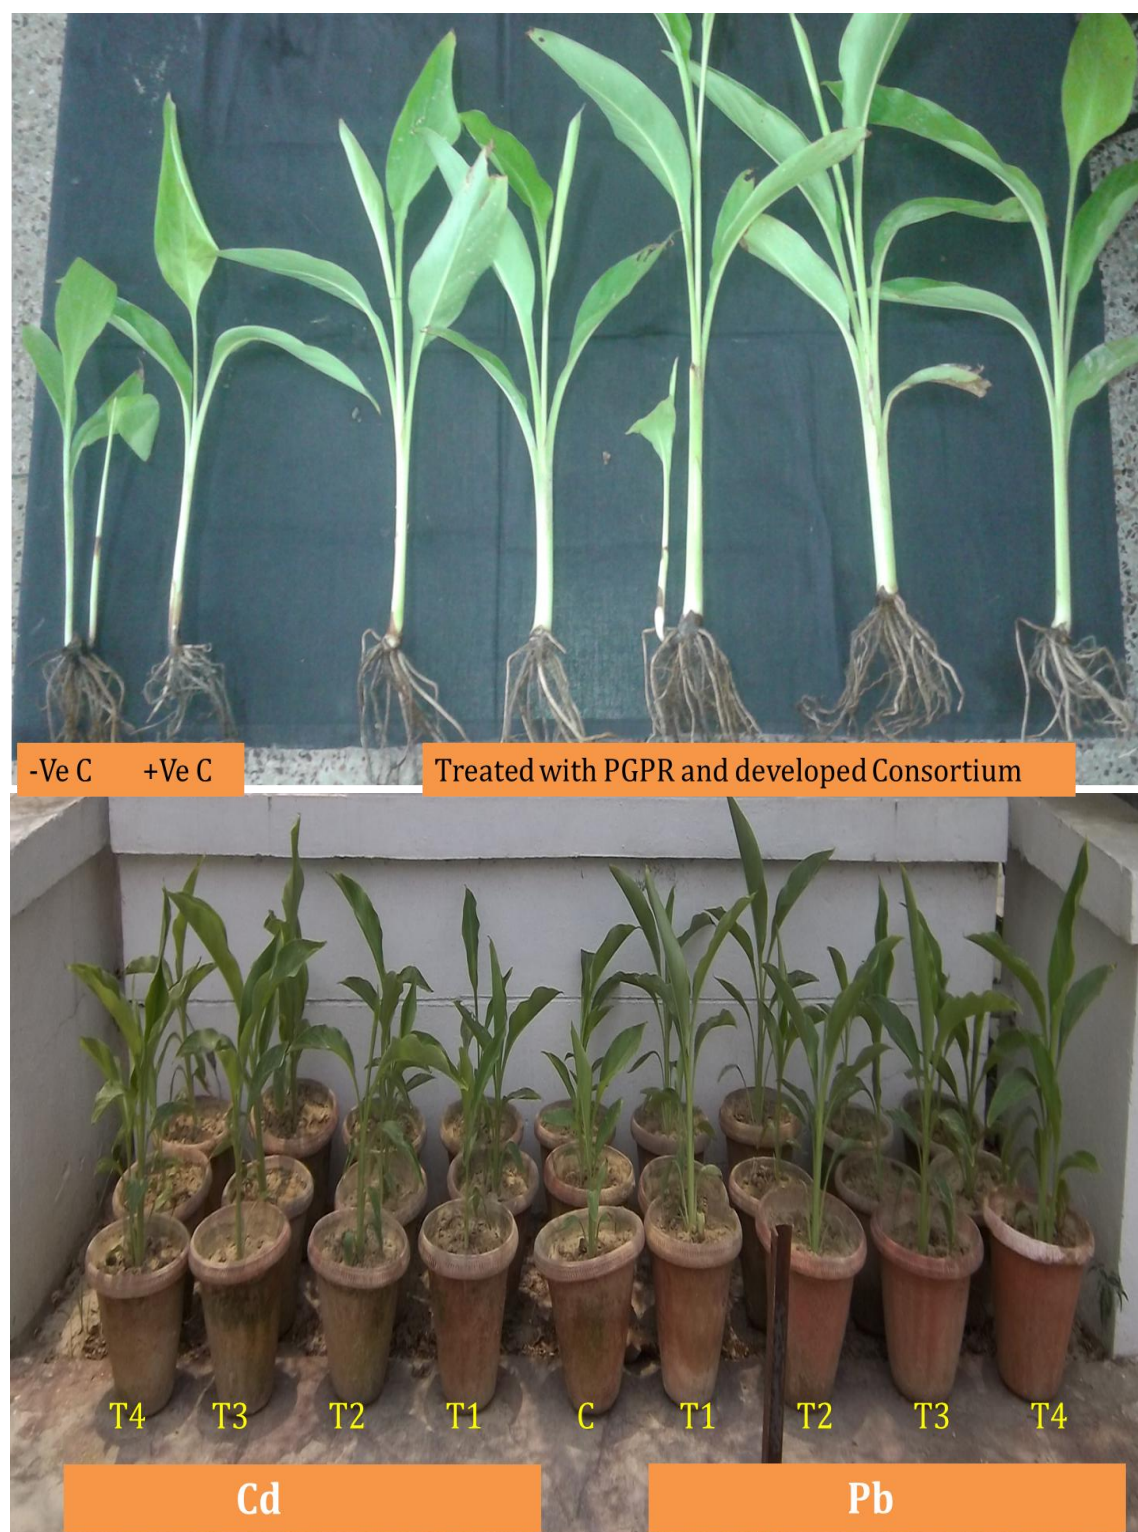 -Ve C +Ve C Treated with PGPR and developed Consortium
T4 T3 T2 T1 C T1 T2 T3 T4
Cd Pb